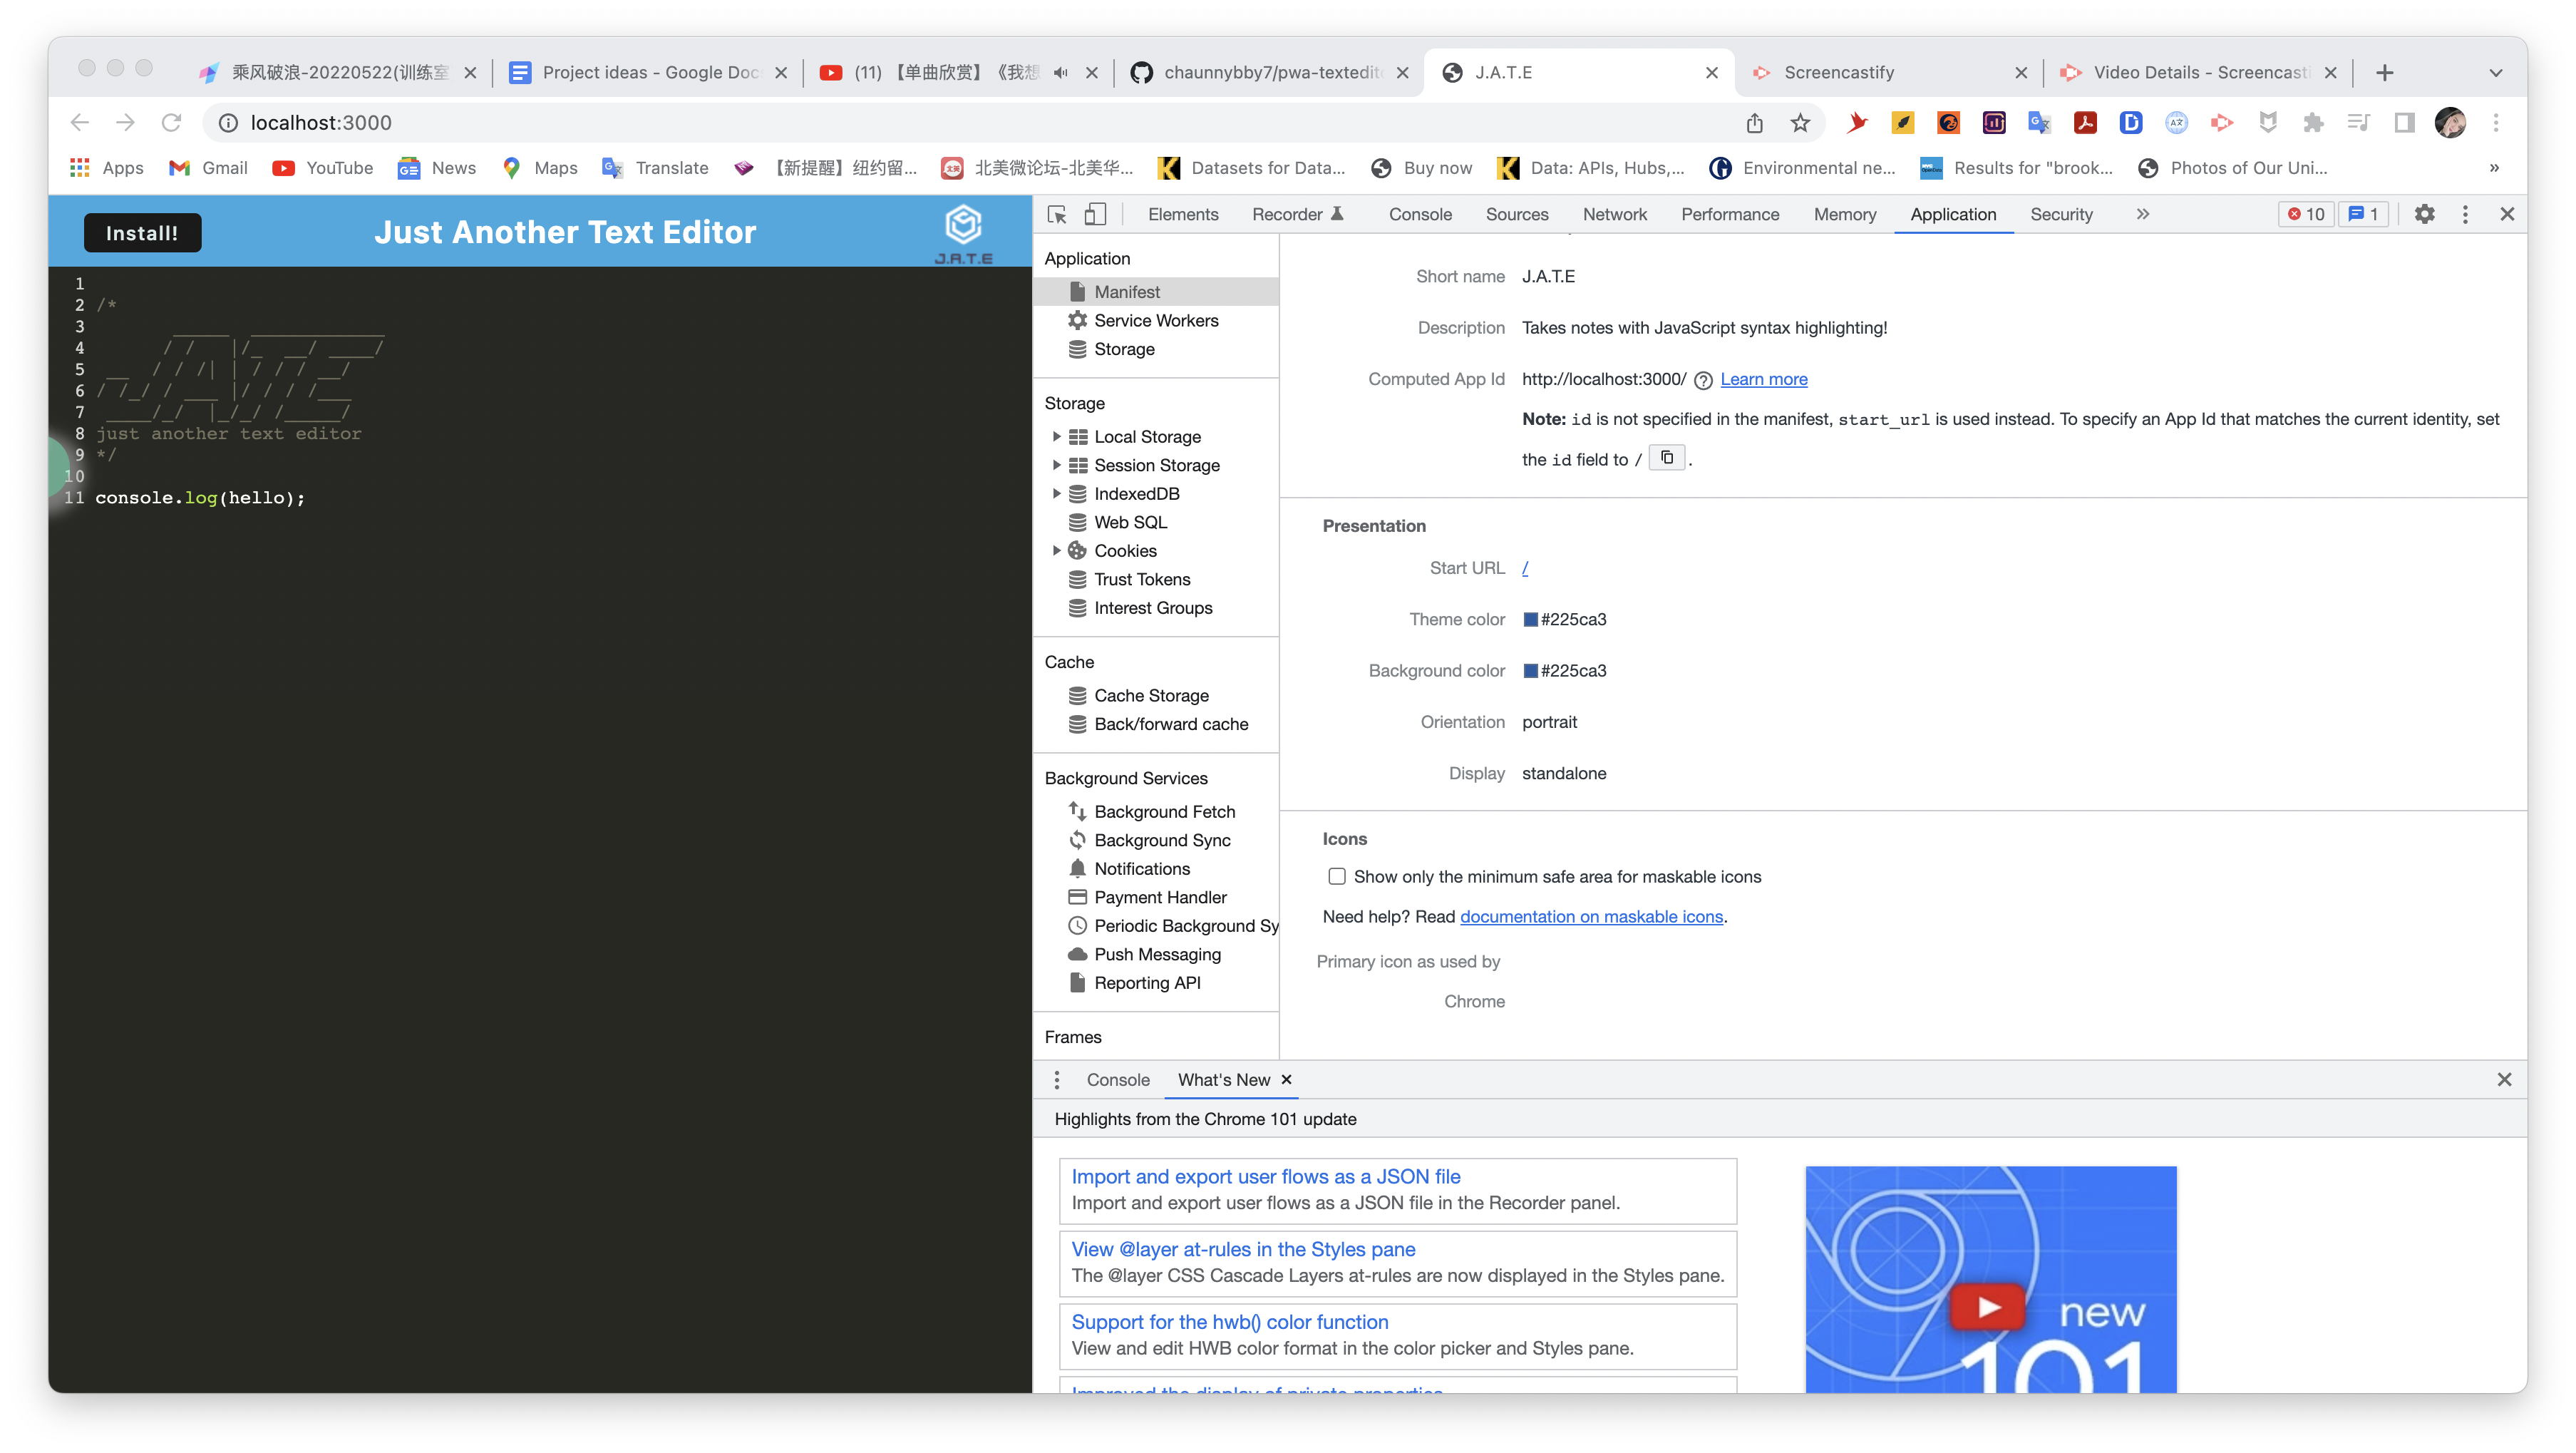 乘风破浪-20220522(训练室
Project ideas - Google Doc
(11) 【单曲欣赏】《我想
chaunnybby7/pwa-textedit
J.A.T.E
Screencastify
Video Details - Screencasti
localhost:3000
Apps
Gmail
YouTube
News
Maps
Translate
【新提醒】纽约留...
北美微论坛-北美华...
Datasets for Data...
Buy now
Data: APIs, Hubs,...
Environmental ne...
Results for "brook...
Photos of Our Uni...
Install!
Just Another Text Editor
J.A.T.E
1
2 /*
3
4
5
6
7
8 just another text editor
9 */
10
11 console.log(hello);
Elements
Recorder
Console
Sources
Network
Performance
Memory
Application
Security
10
1
Application
Manifest
Service Workers
Storage
Storage
Local Storage
Session Storage
IndexedDB
Web SQL
Cookies
Trust Tokens
Interest Groups
Cache
Cache Storage
Back/forward cache
Background Services
Background Fetch
Background Sync
Notifications
Payment Handler
Periodic Background Sy
Push Messaging
Reporting API
Frames
Short name J.A.T.E
Description Takes notes with JavaScript syntax highlighting!
Computed App Id http://localhost:3000/ Learn more
Note: id is not specified in the manifest, start_url is used instead. To specify an App Id that matches the current identity, set
the id field to / .
Presentation
Start URL /
Theme color #225ca3
Background color #225ca3
Orientation portrait
Display standalone
Icons
Show only the minimum safe area for maskable icons
Need help? Read documentation on maskable icons.
Primary icon as used by
Chrome
Console
What's New
Highlights from the Chrome 101 update
Import and export user flows as a JSON file
Import and export user flows as a JSON file in the Recorder panel.
View @layer at-rules in the Styles pane
The @layer CSS Cascade Layers at-rules are now displayed in the Styles pane.
Support for the hwb() color function
View and edit HWB color format in the color picker and Styles pane.
Improved the display of private properties
new
101